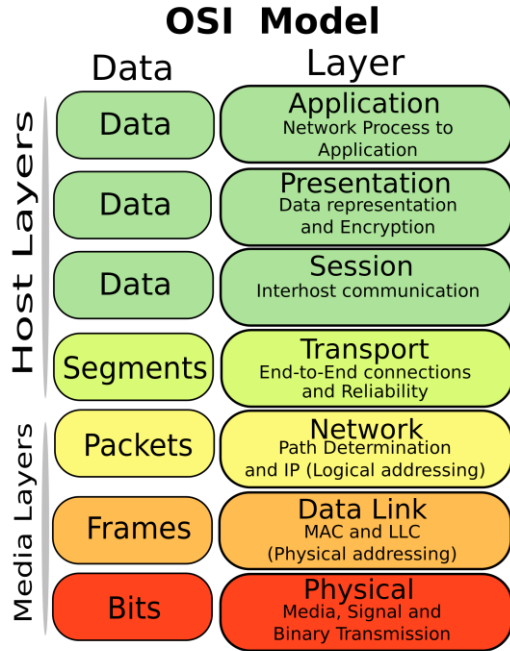 OSI Model
Data
Layer
Host Layers
Data
Application
Network Process to
Application
Data
Presentation
Data representation
and Encryption
Data
Session
Interhost communication
Segments
Transport
End-to-End connections
and Reliability
Media Layers
Packets
Network
Path Determination
and IP (Logical addressing)
Frames
Data Link
MAC and LLC
(Physical addressing)
Bits
Physical
Media, Signal and
Binary Transmission